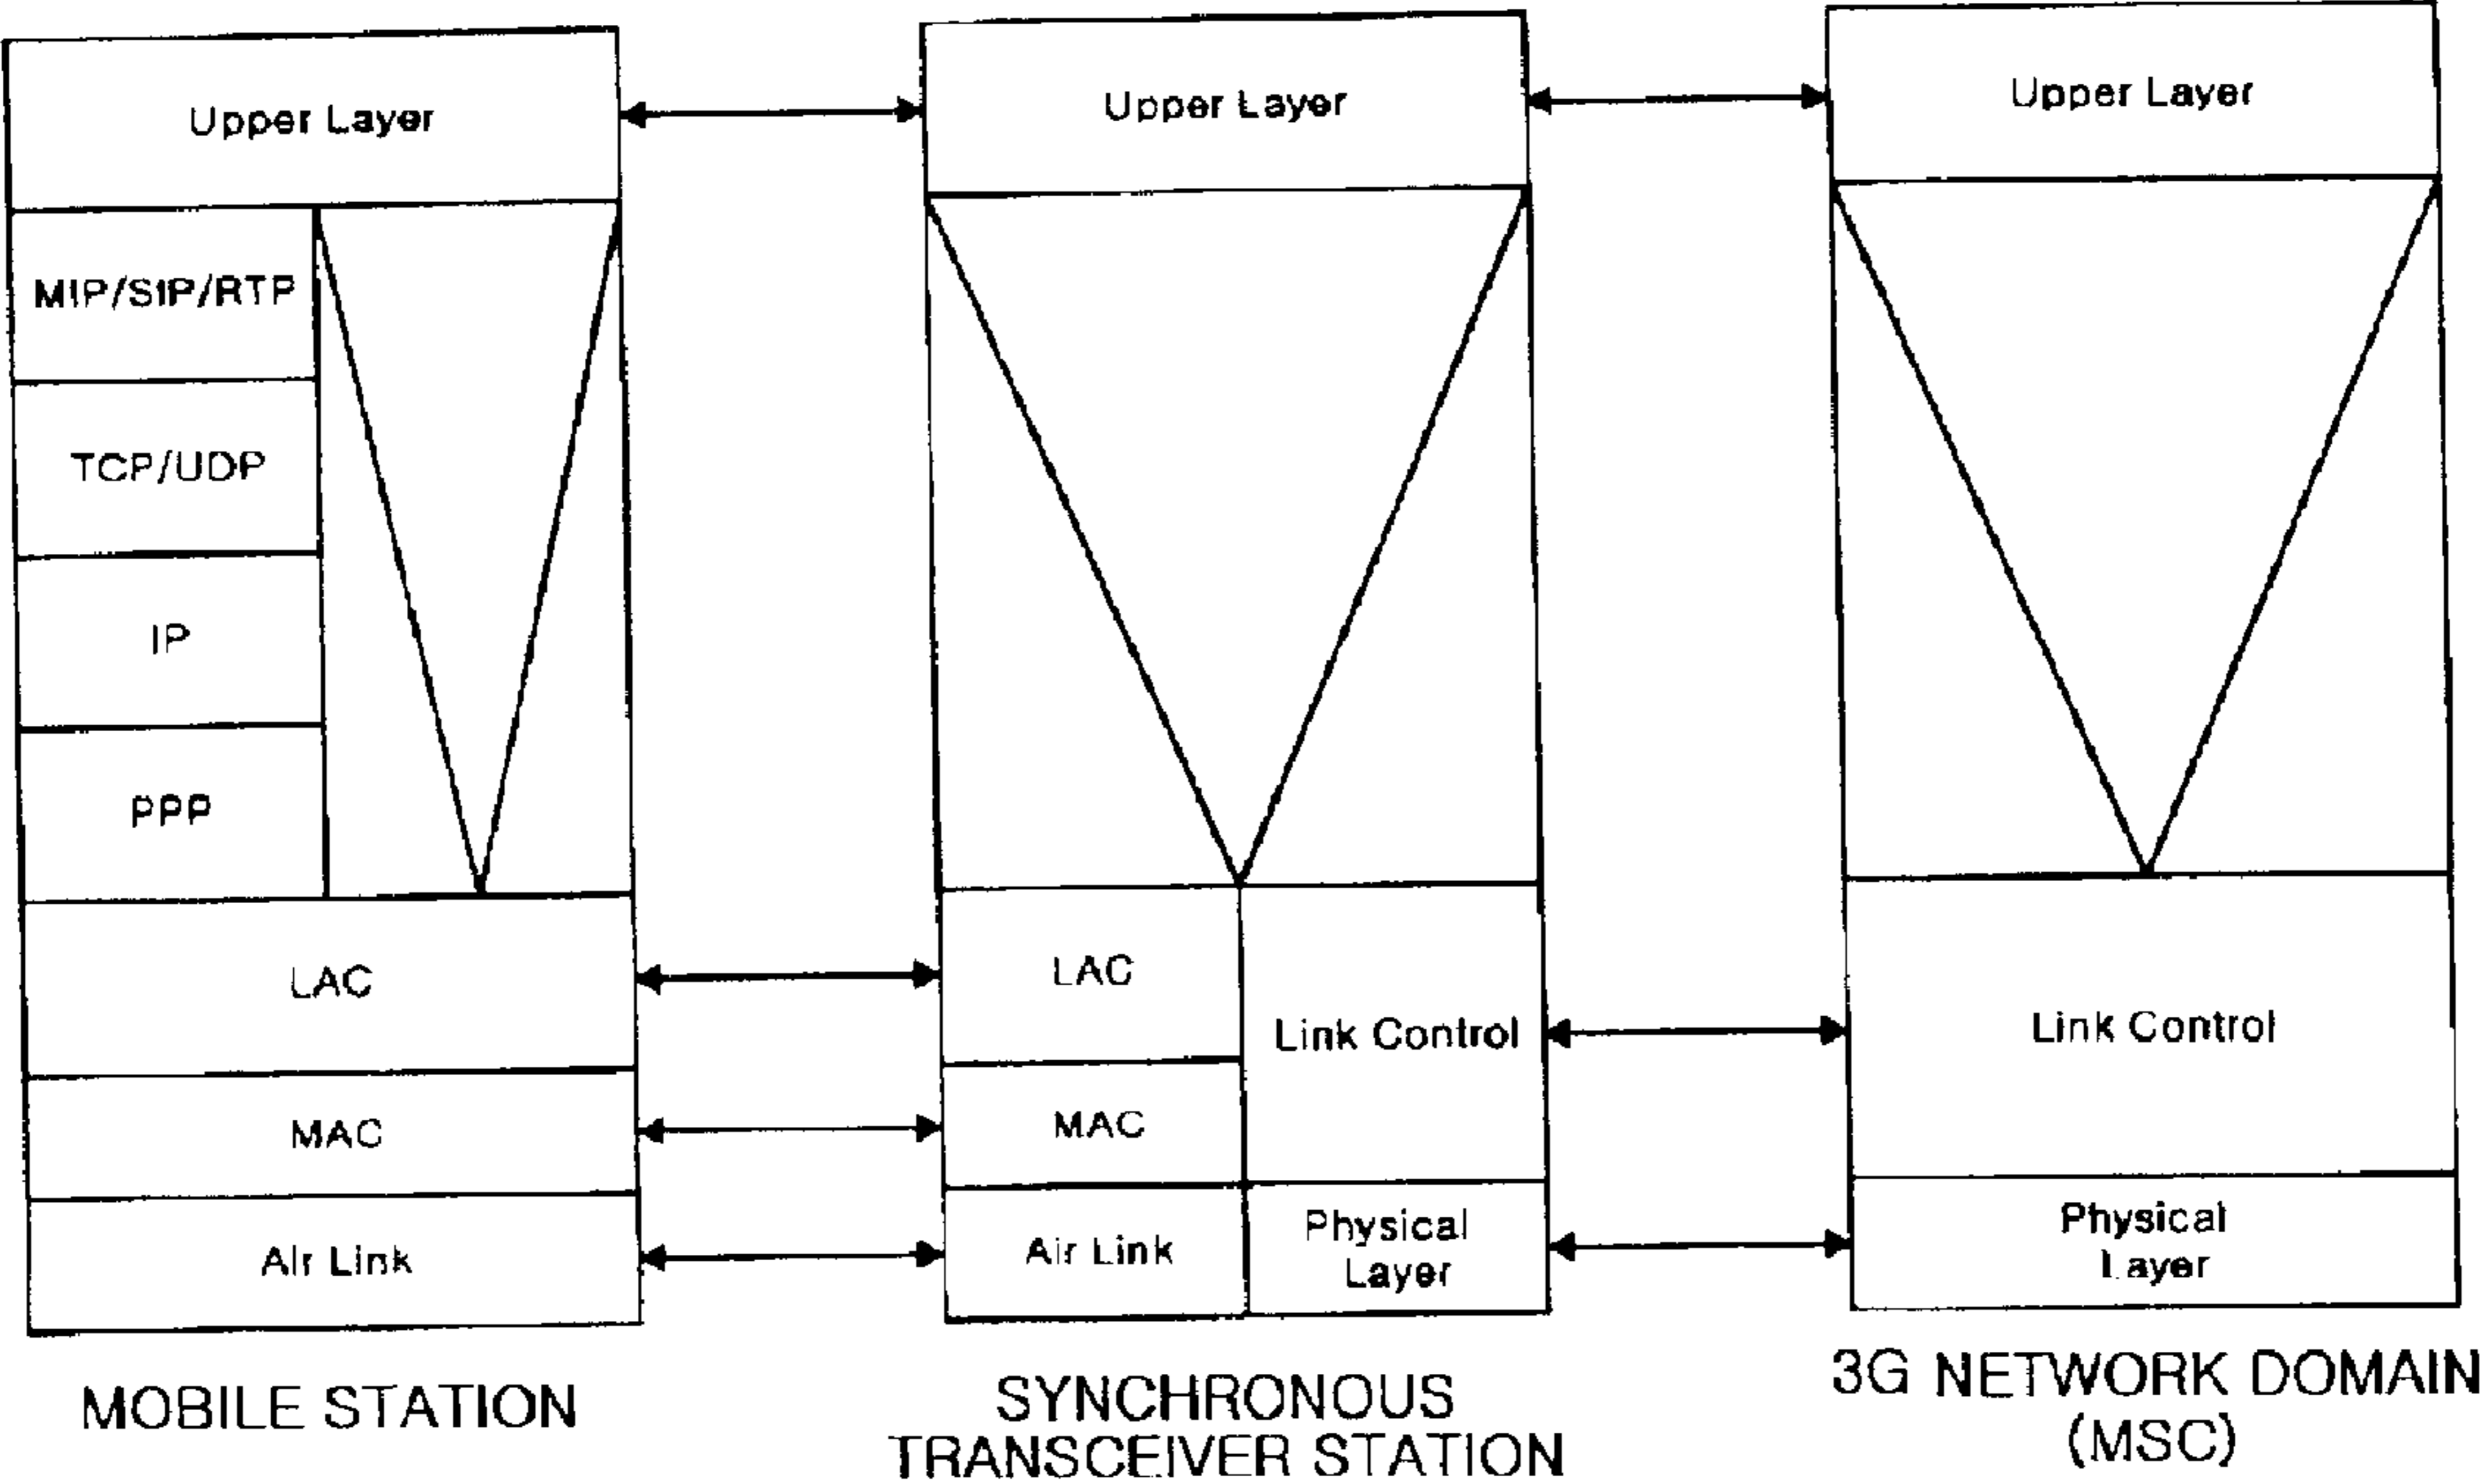 Upper Layer
MIP/SIP/RTP
TCP/UDP
IP
PPP
LAC
MAC
Air Link
MOBILE STATION
Upper Layer
LAC
MAC
Air Link
Link Control
Physical
Layer
SYNCHRONOUS
TRANSCEIVER STATION
Upper Layer
Link Control
Physical
Layer
3G NETWORK DOMAIN
(MSC)